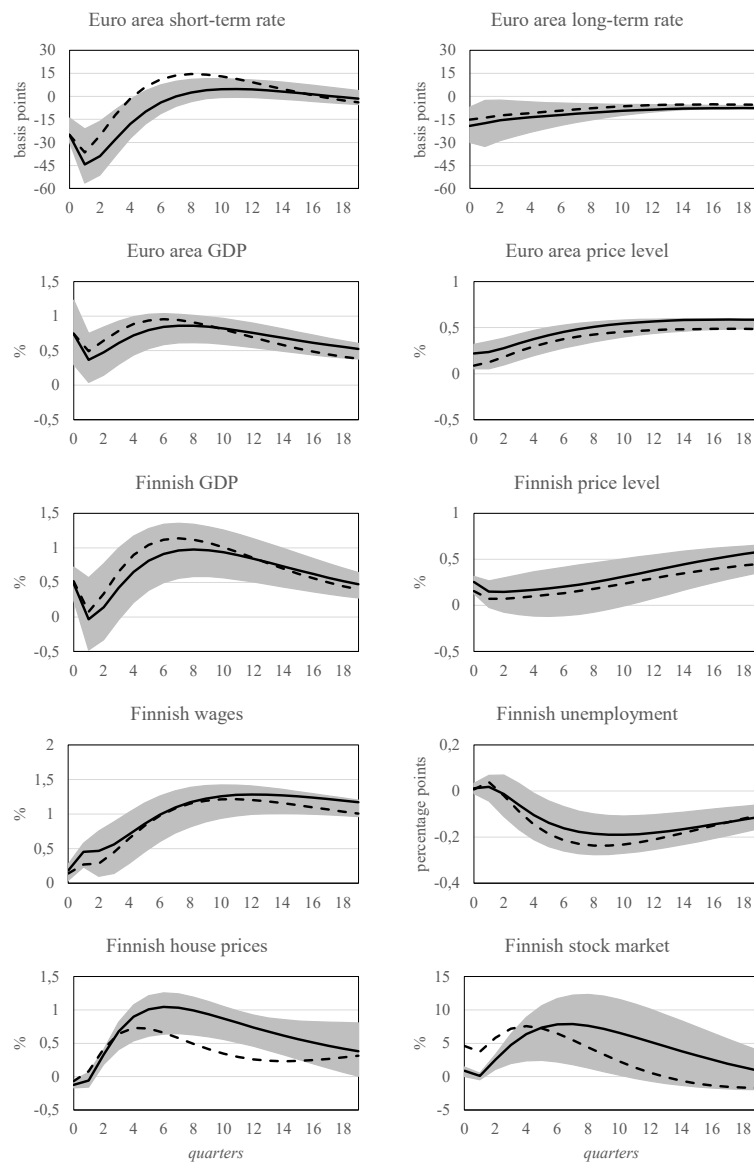 Euro area short-term rate
30
15
0
-15
-30
-45
-60
basis points
0 2 4 6 8 10 12 14 16 18
Euro area long-term rate
30
15
0
-15
-30
-45
-60
basis points
0 2 4 6 8 10 12 14 16 18
Euro area GDP
1,5
1
0,5
0
-0,5
%
0 2 4 6 8 10 12 14 16 18
Euro area price level
1
0,5
0
-0,5
%
0 2 4 6 8 10 12 14 16 18
Finnish GDP
1,5
1
0,5
0
-0,5
%
0 2 4 6 8 10 12 14 16 18
Finnish price level
1
0,5
0
-0,5
%
0 2 4 6 8 10 12 14 16 18
Finnish wages
2
1,5
1
0,5
0
%
0 2 4 6 8 10 12 14 16 18
Finnish unemployment
0,2
0
-0,2
-0,4
percentage points
0 2 4 6 8 10 12 14 16 18
Finnish house prices
1,5
1
0,5
0
-0,5
%
0 2 4 6 8 10 12 14 16 18
quarters
Finnish stock market
15
10
5
0
5
%
0 2 4 6 8 10 12 14 16 18
quarters